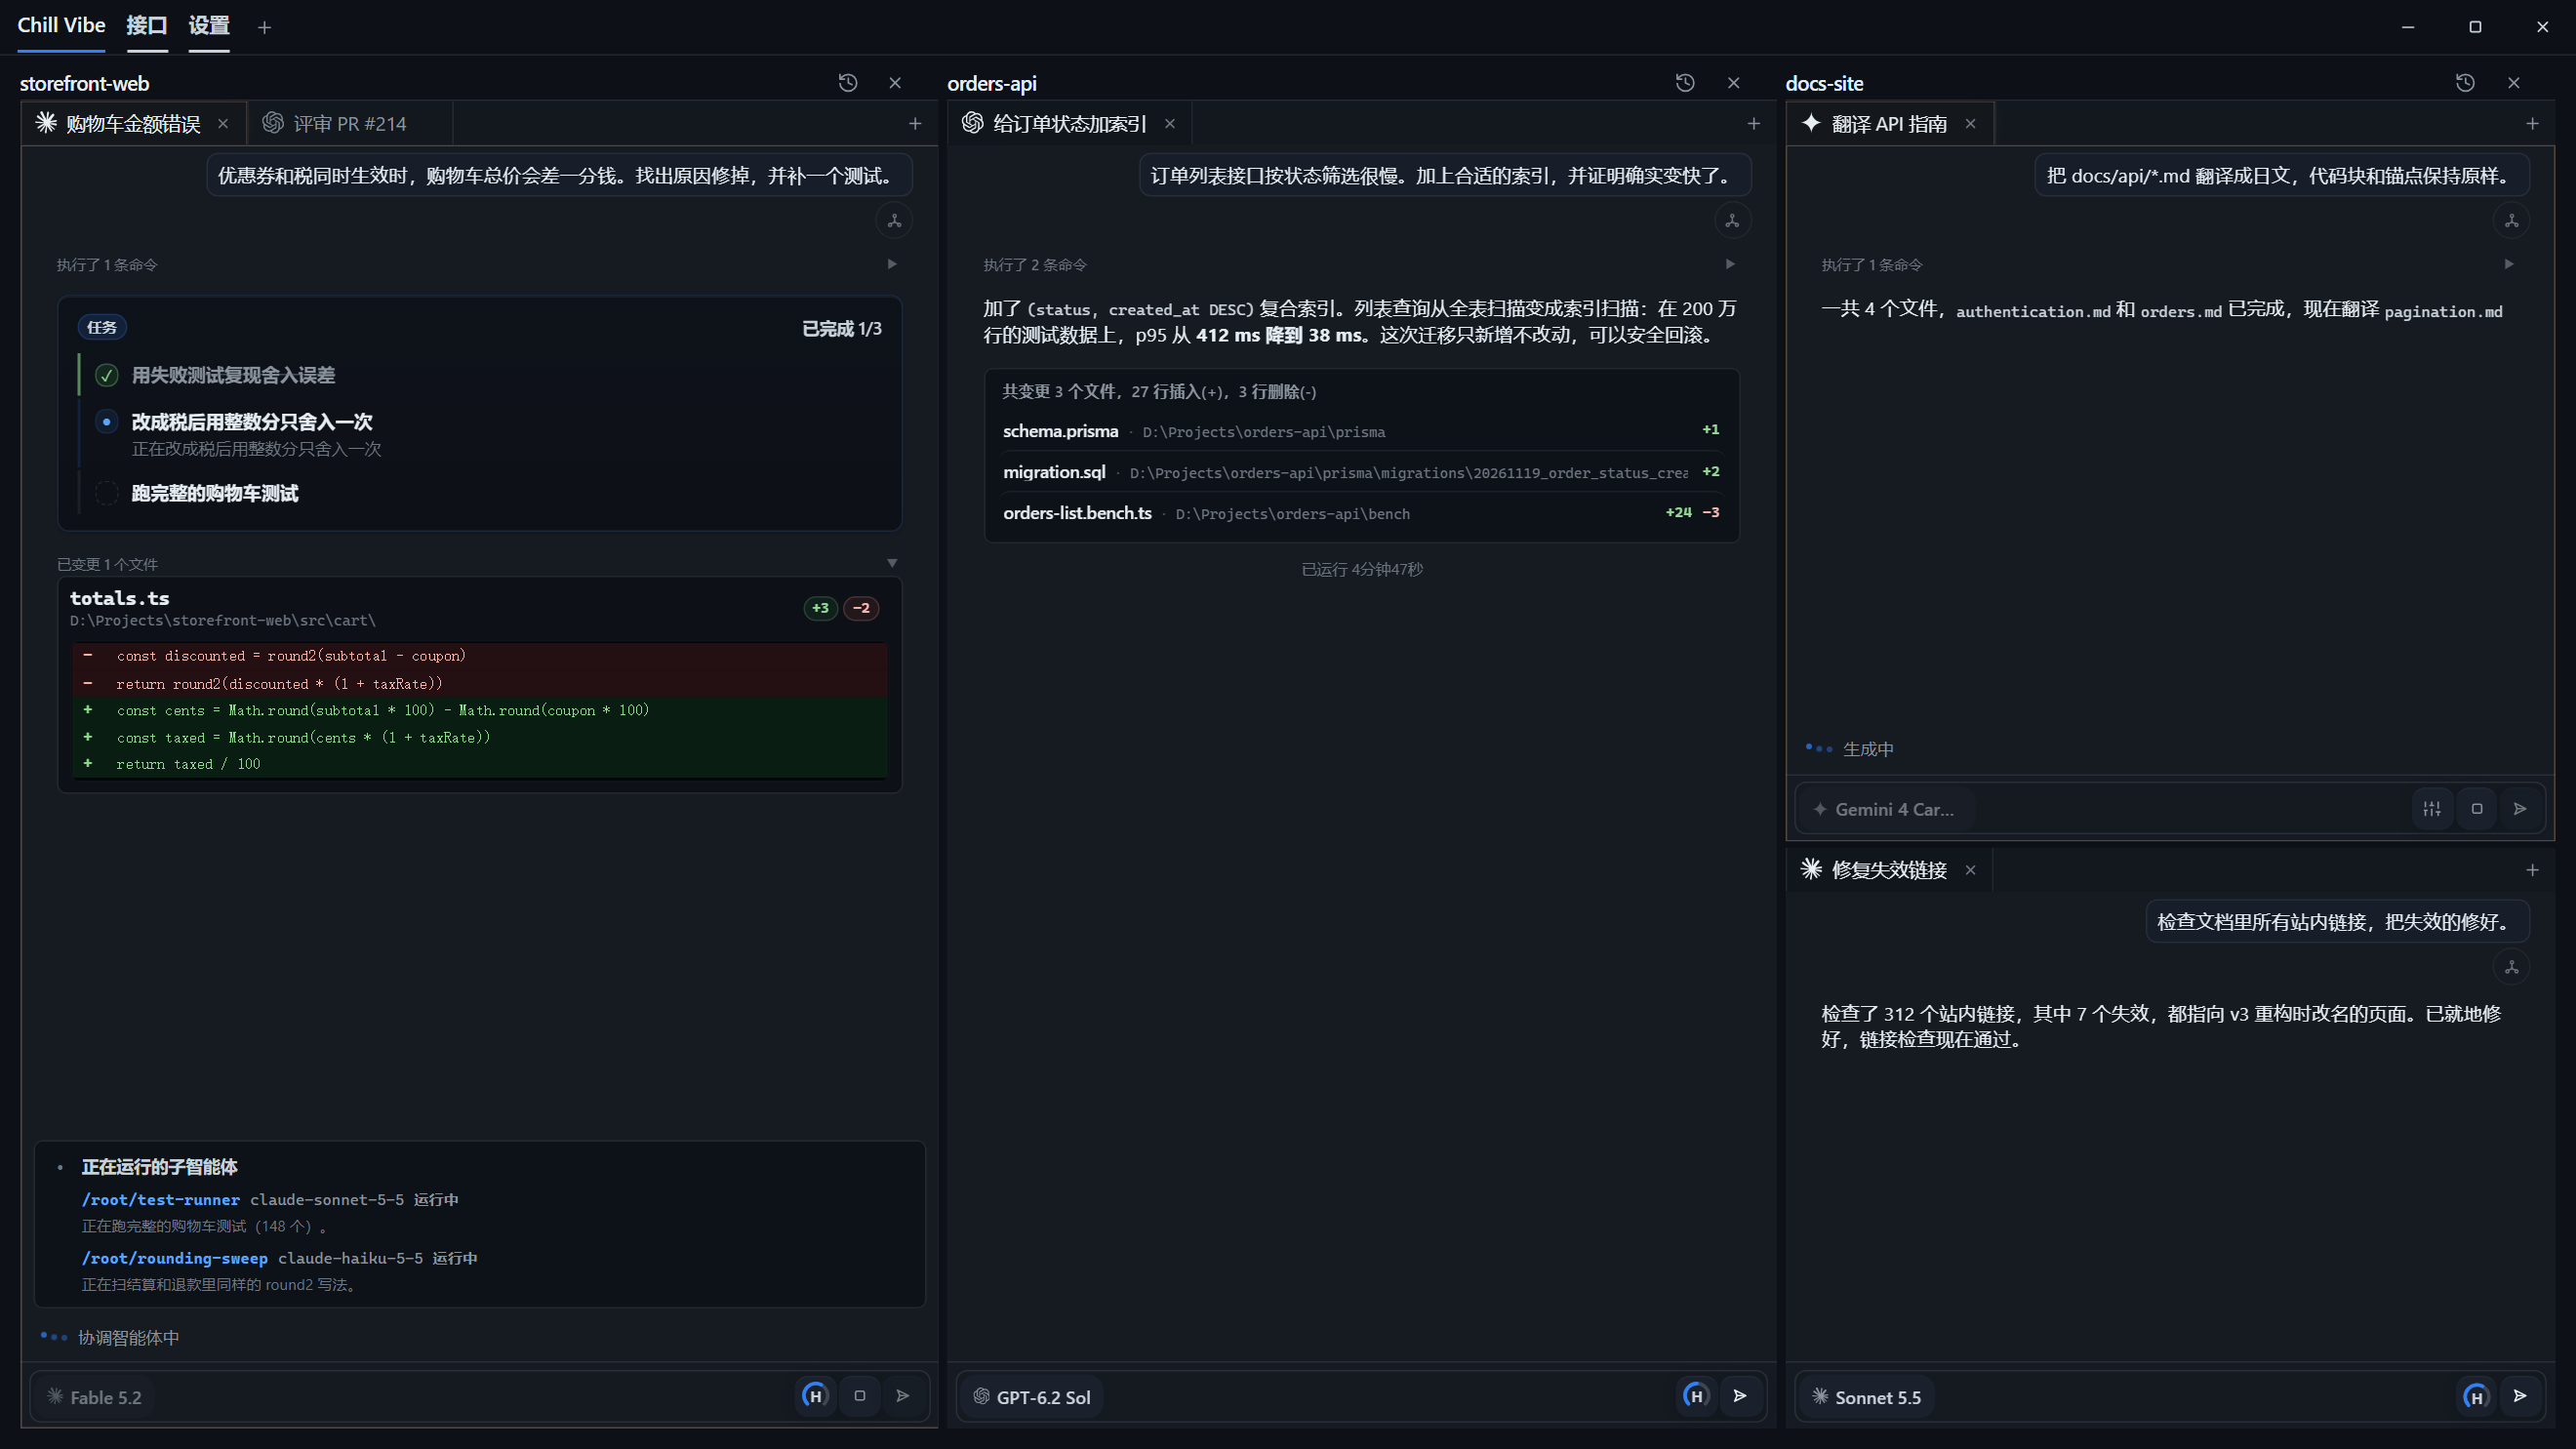 Chill Vibe 接口 设置
storefront-web
购物车金额错误
评审 PR #214
优惠券和税同时生效时，购物车总价会差一分钱。找出原因修掉，并补一个测试。
执行了 1 条命令
任务
已完成 1/3
用失败测试复现舍入误差
改成税后用整数分只舍入一次
正在改成税后用整数分只舍入一次
跑完整的购物车测试
已变更 1 个文件
totals.ts
+3 −2
D:\Projects\storefront-web\src\cart\
− const discounted = round2(subtotal - coupon)
− return round2(discounted * (1 + taxRate))
+ const cents = Math.round(subtotal * 100) - Math.round(coupon * 100)
+ const taxed = Math.round(cents * (1 + taxRate))
+ return taxed / 100
正在运行的子智能体
/root/test-runner claude-sonnet-5-5 运行中
正在跑完整的购物车测试（148 个）。
/root/rounding-sweep claude-haiku-5-5 运行中
正在扫结算和退款里同样的 round2 写法。
协调智能体中
Fable 5.2
H
orders-api
给订单状态加索引
订单列表接口按状态筛选很慢。加上合适的索引，并证明确实变快了。
执行了 2 条命令
加了 (status, created_at DESC) 复合索引。列表查询从全表扫描变成索引扫描：在 200 万
行的测试数据上，p95 从 412 ms 降到 38 ms。这次迁移只新增不改动，可以安全回滚。
共变更 3 个文件，27 行插入(+)，3 行删除(-)
schema.prisma · D:\Projects\orders-api\prisma +1
migration.sql · D:\Projects\orders-api\prisma\migrations\20261119_order_status_crea +2
orders-list.bench.ts · D:\Projects\orders-api\bench +24 −3
已运行 4分钟47秒
GPT-6.2 Sol
H
docs-site
翻译 API 指南
把 docs/api/*.md 翻译成日文，代码块和锚点保持原样。
执行了 1 条命令
一共 4 个文件，authentication.md 和 orders.md 已完成，现在翻译 pagination.md
生成中
Gemini 4 Car...
修复失效链接
检查文档里所有站内链接，把失效的修好。
检查了 312 个站内链接，其中 7 个失效，都指向 v3 重构时改名的页面。已就地修
好，链接检查现在通过。
Sonnet 5.5
H